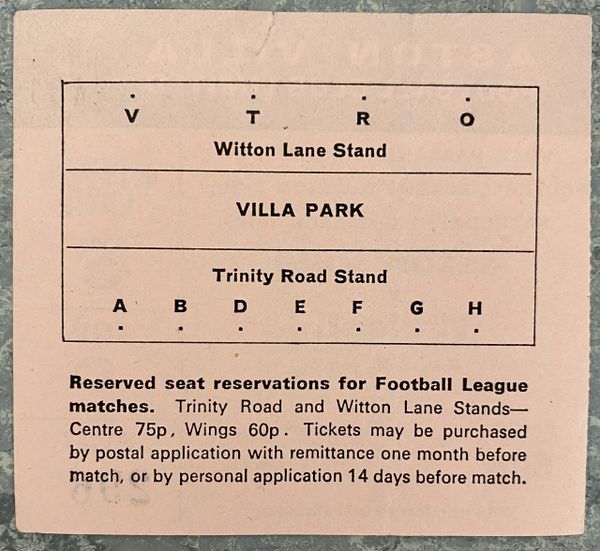 V T R O
Witton Lane Stand
VILLA PARK
Trinity Road Stand
A B D E F G H
Reserved seat reservations for Football League
matches. Trinity Road and Witton Lane Stands—
Centre 75p, Wings 60p. Tickets may be purchased
by postal application with remittance one month before
match, or by personal application 14 days before match.